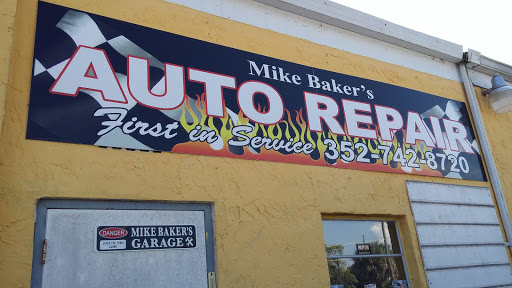 Mike Baker's
AUTO REPAIR
First in Service 352-742-8720
DANGER
MIKE BAKER'S
GARAGE